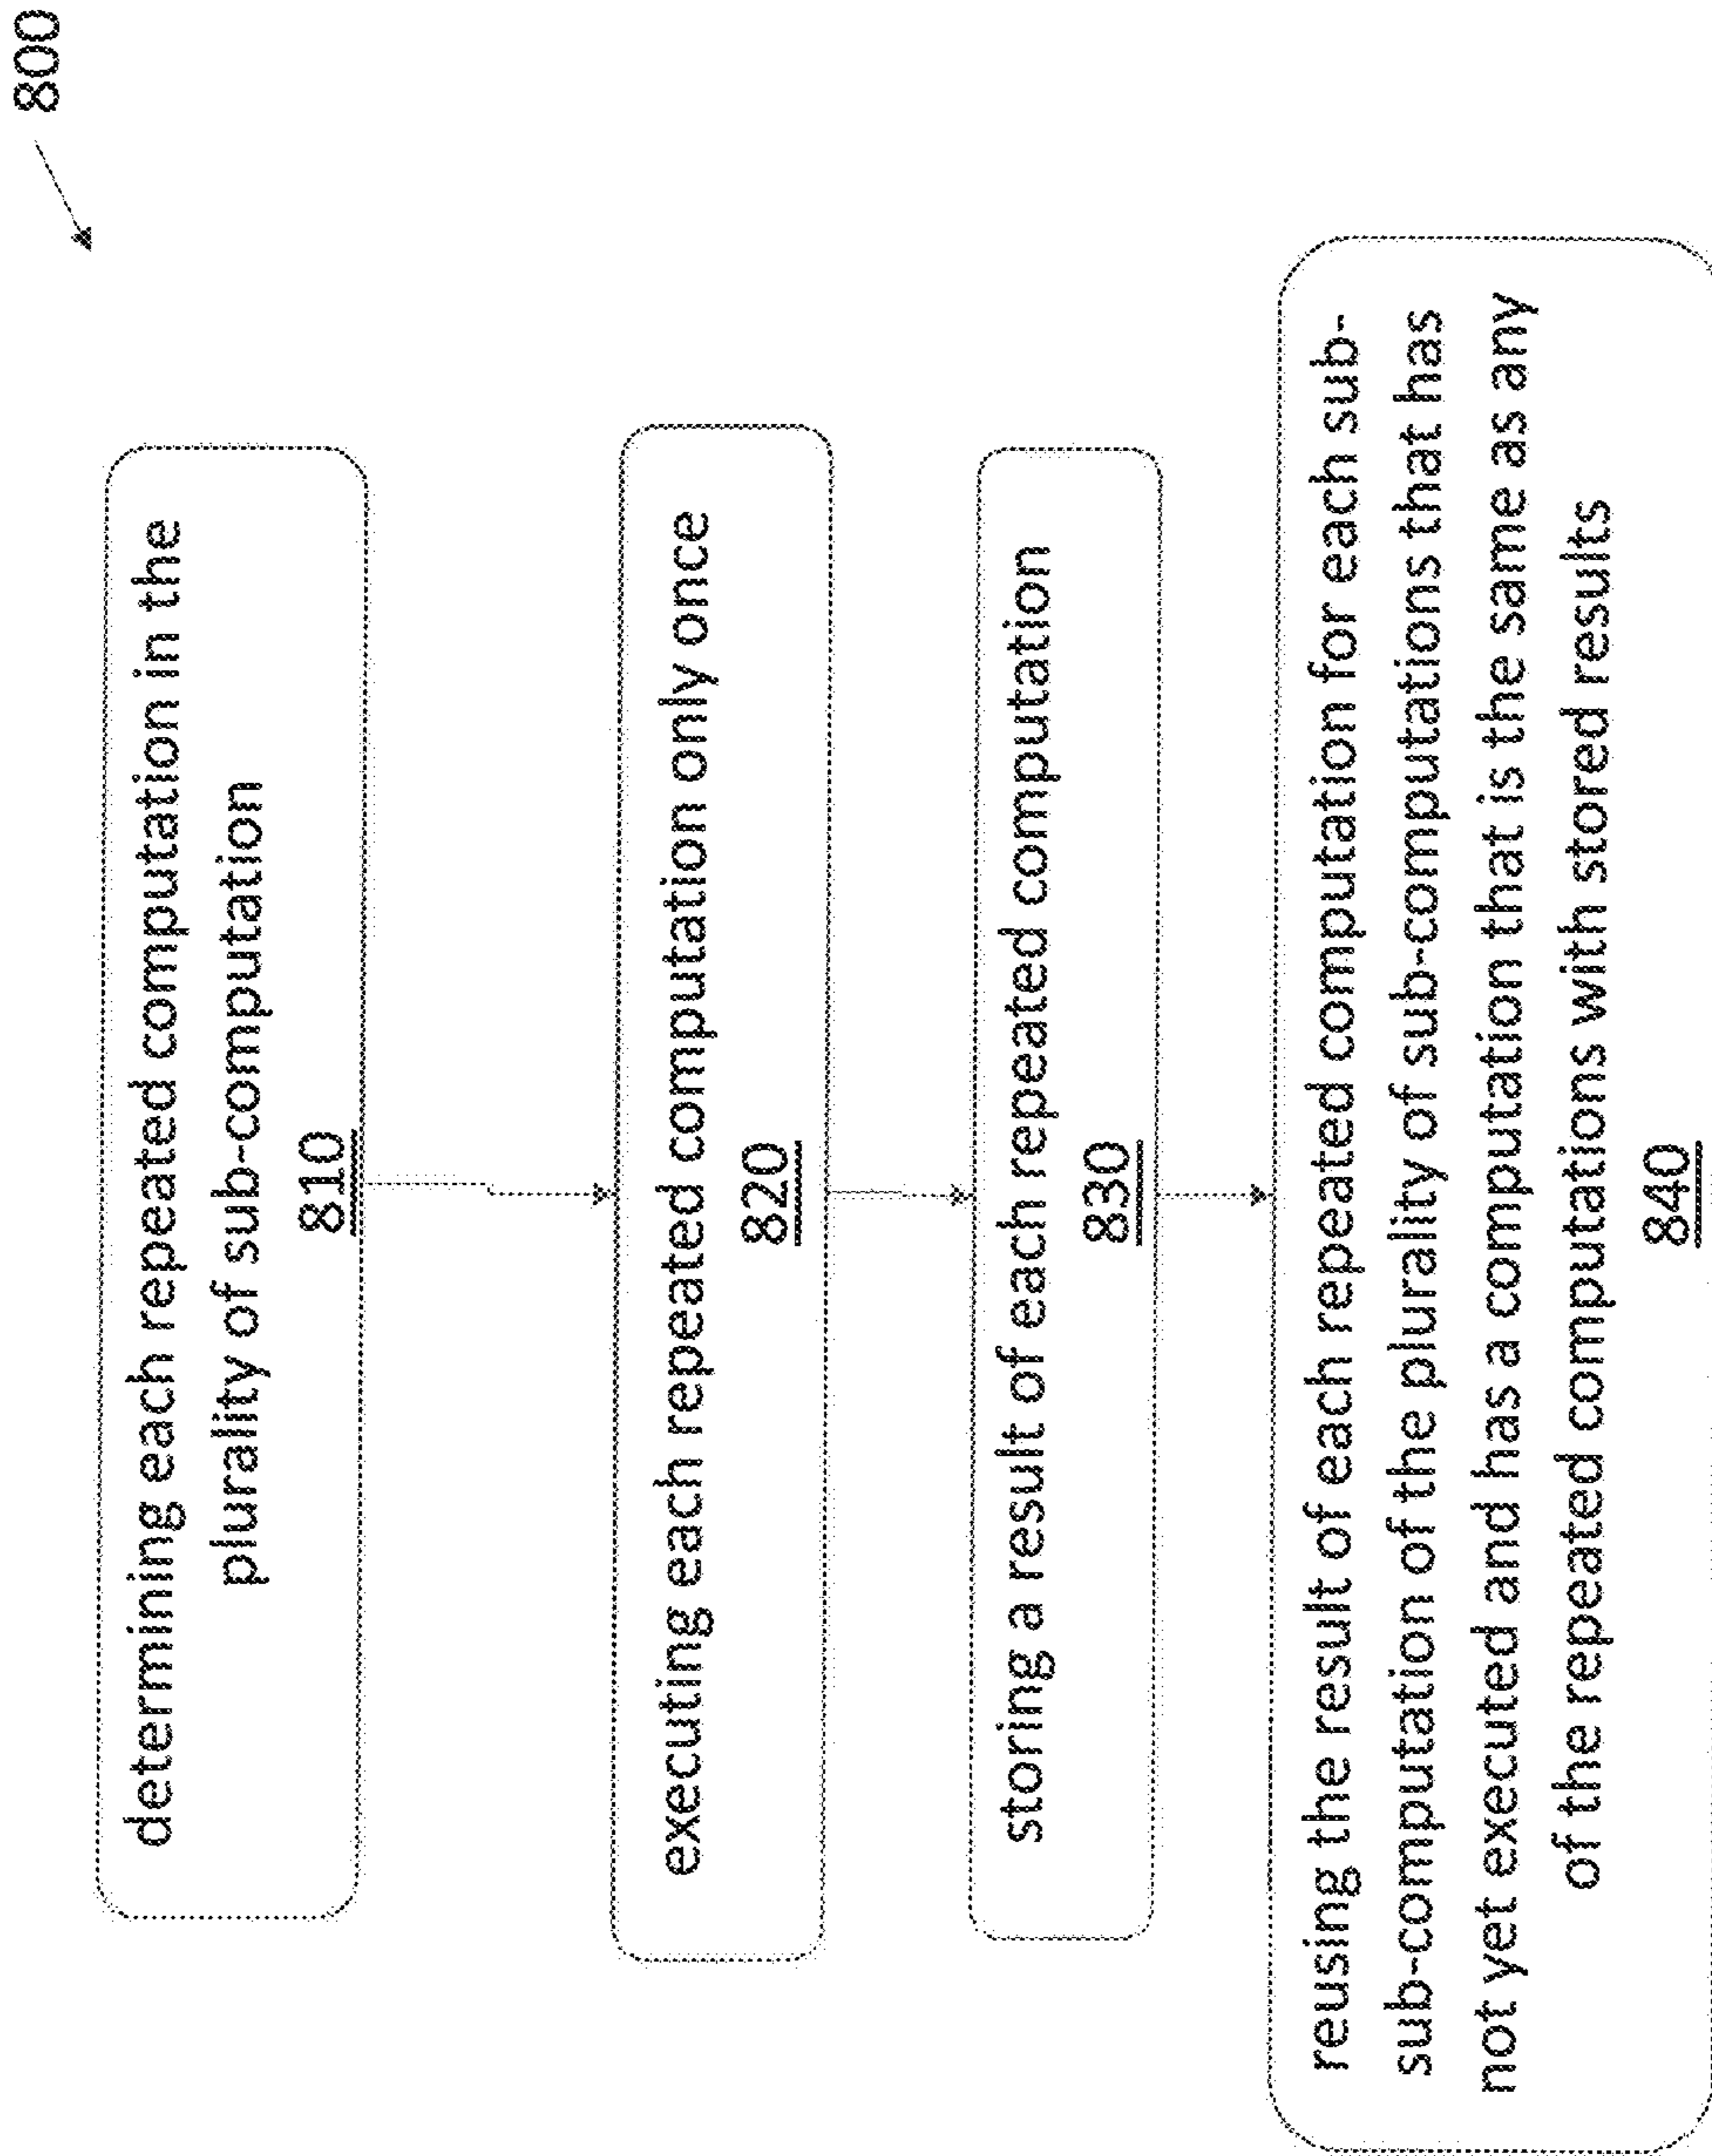 800
determining each repeated computation in the
plurality of sub-computation
810
executing each repeated computation only once
820
storing a result of each repeated computation
830
reusing the result of each repeated computation for each sub-
sub-computation of the plurality of sub-computations that has
not yet executed and has a computation that is the same as any
of the repeated computations with stored results
840